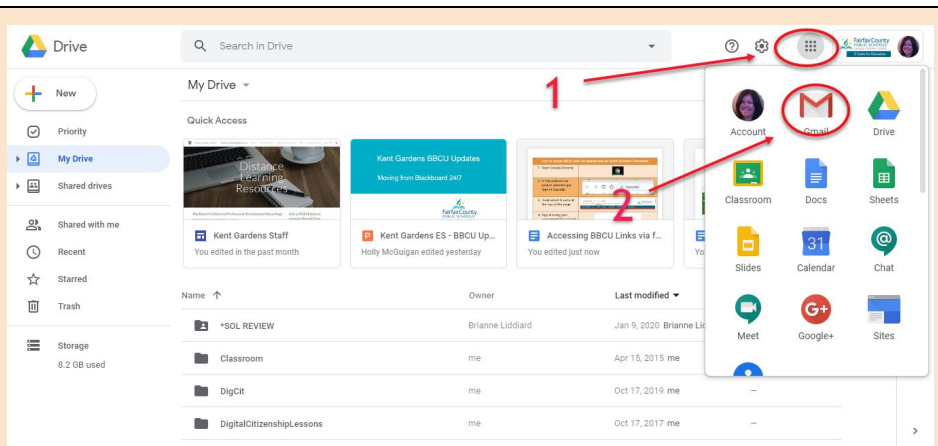 Drive
Search in Drive
Fairfax County
PUBLIC SCHOOLS
1
New
My Drive
Quick Access
Priority
My Drive
Shared drives
Shared with me
Recent
Starred
Trash
Storage
8.2 GB used
Distance
Learning
Resources
Kent Gardens Staff
You edited in the past month
Kent Gardens BBCU Updates
Moving from Blackboard 24/7
Fairfax County
PUBLIC SCHOOLS
Kent Gardens ES - BBCU Up...
Holly McGuigan edited yesterday
2
Accessing BBCU Links via f...
You edited just now
Yo
Account
Gmail
Drive
Classroom
Docs
Sheets
31
Slides
Calendar
Chat
G+
Meet
Google+
Sites
Name
Owner
Last modified
*SOL REVIEW
Brianne Liddiard
Jan 9, 2020 Brianne Lid
Classroom
me
Apr 15, 2015 me
DigCit
me
Oct 17, 2019 me
—
DigitalCitizenshipLessons
me
Oct 17, 2017 me
—